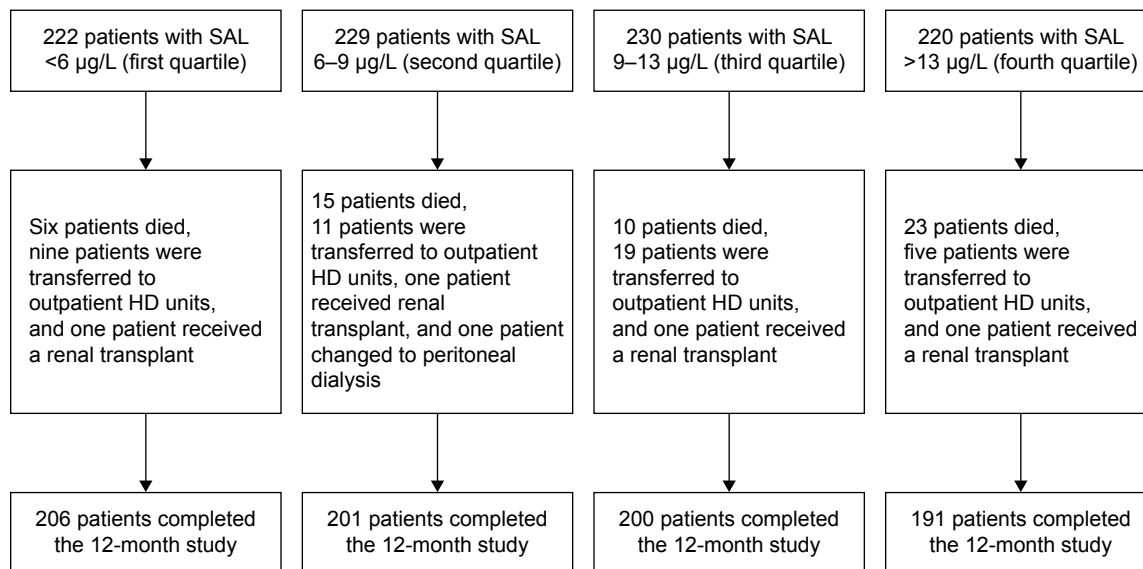 222 patients with SAL
<6 µg/L (first quartile)
229 patients with SAL
6–9 µg/L (second quartile)
230 patients with SAL
9–13 µg/L (third quartile)
220 patients with SAL
>13 µg/L (fourth quartile)
Six patients died,
nine patients were
transferred to
outpatient HD units,
and one patient received
a renal transplant
15 patients died,
11 patients were
transferred to outpatient
HD units, one patient
received renal
transplant, and one patient
changed to peritoneal
dialysis
10 patients died,
19 patients were
transferred to
outpatient HD units,
and one patient received
a renal transplant
23 patients died,
five patients were
transferred to
outpatient HD units,
and one patient received
a renal transplant
206 patients completed
the 12-month study
201 patients completed
the 12-month study
200 patients completed
the 12-month study
191 patients completed
the 12-month study